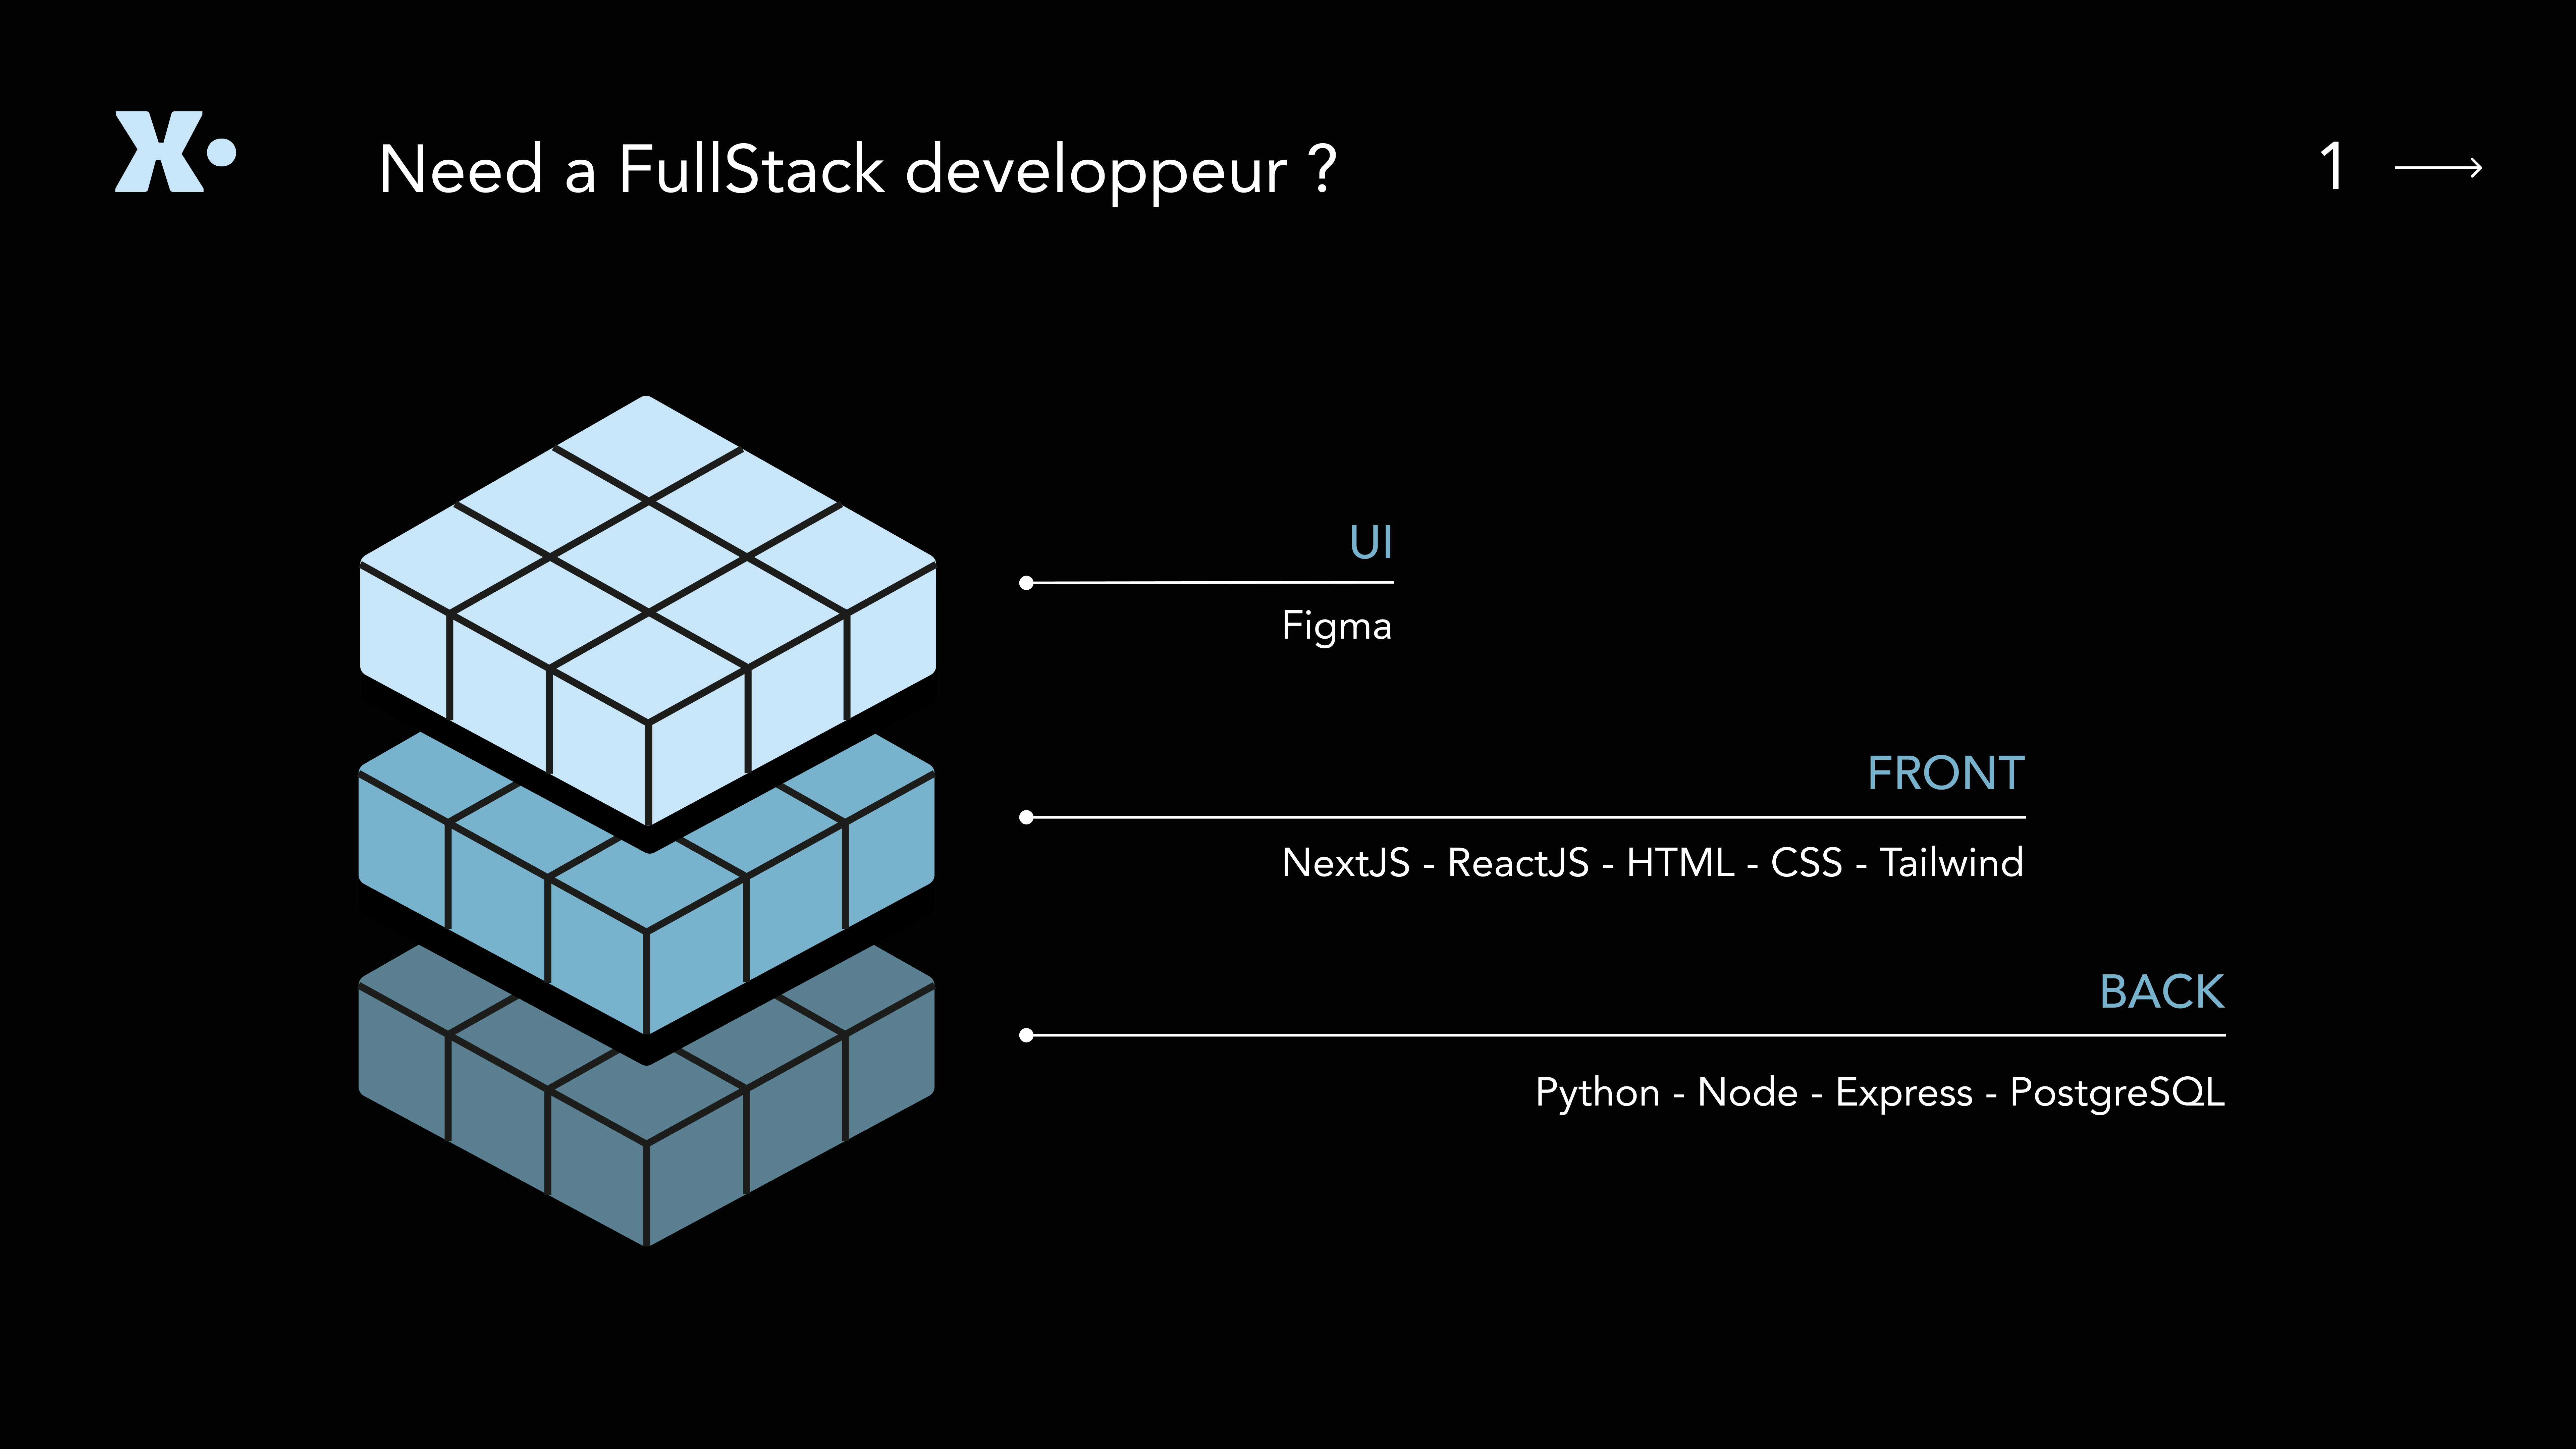 X.
Need a FullStack developpeur ?
1
UI
Figma
FRONT
NextJS - ReactJS - HTML - CSS - Tailwind
BACK
Python - Node - Express - PostgreSQL